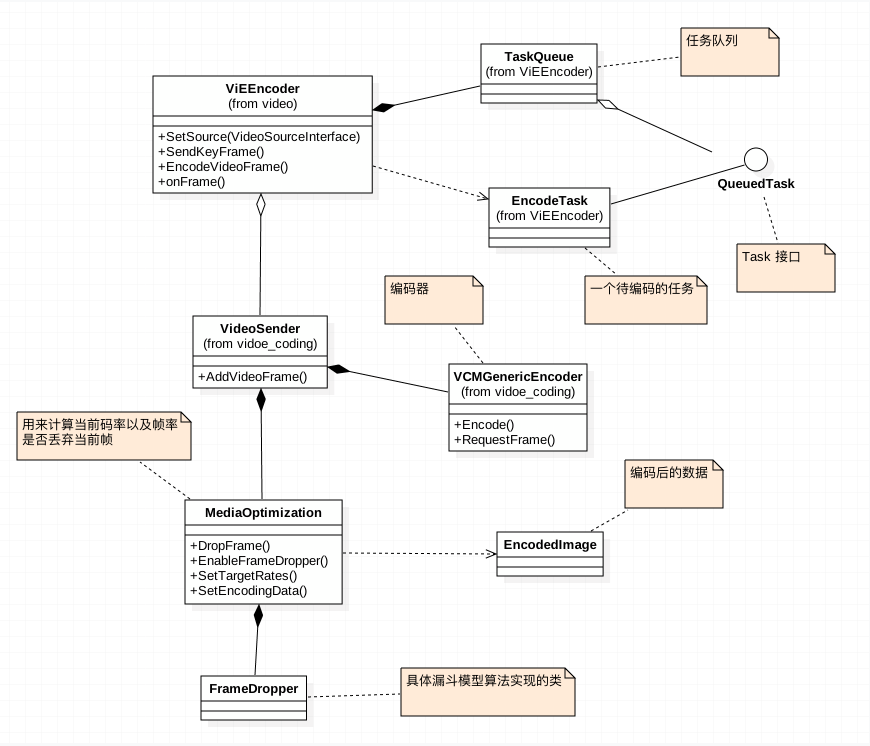 任务队列
TaskQueue
(from ViEEncoder)
ViEEncoder
(from video)
+SetSource(VideoSourceInterface)
+SendKeyFrame()
+EncodeVideoFrame()
+onFrame()
QueuedTask
EncodeTask
(from ViEEncoder)
Task 接口
编码器
一个待编码的任务
VideoSender
(from vidoe_coding)
+AddVideoFrame()
VCMGenericEncoder
(from vidoe_coding)
+Encode()
+RequestFrame()
用来计算当前码率以及帧率
是否丢弃当前帧
编码后的数据
MediaOptimization
+DropFrame()
+EnableFrameDropper()
+SetTargetRates()
+SetEncodingData()
EncodedImage
FrameDropper
具体漏斗模型算法实现的类